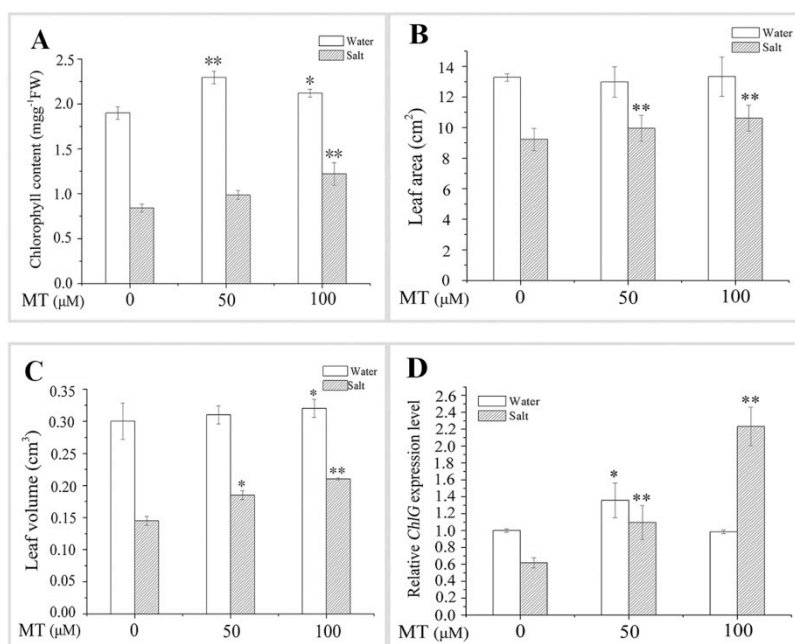 A
Water
Salt
Chlorophyll content (mgg⁻¹FW)
2.5
2.0
1.5
1.0
0.5
0.0
**
*
**
MT (μM)
0
50
100
B
Water
Salt
Leaf area (cm²)
14
12
10
8
6
4
2
0
**
**
MT (μM)
0
50
100
C
Water
Salt
Leaf volume (cm³)
0.35
0.30
0.25
0.20
0.15
0.10
0.05
0.00
*
*
**
MT (μM)
0
50
100
D
Water
Salt
Relative ChlG expression level
2.6
2.4
2.2
1.8
1.4
1.2
1.0
0.8
0.6
0.4
0.2
0.0
*
**
**
MT (μM)
0
50
100